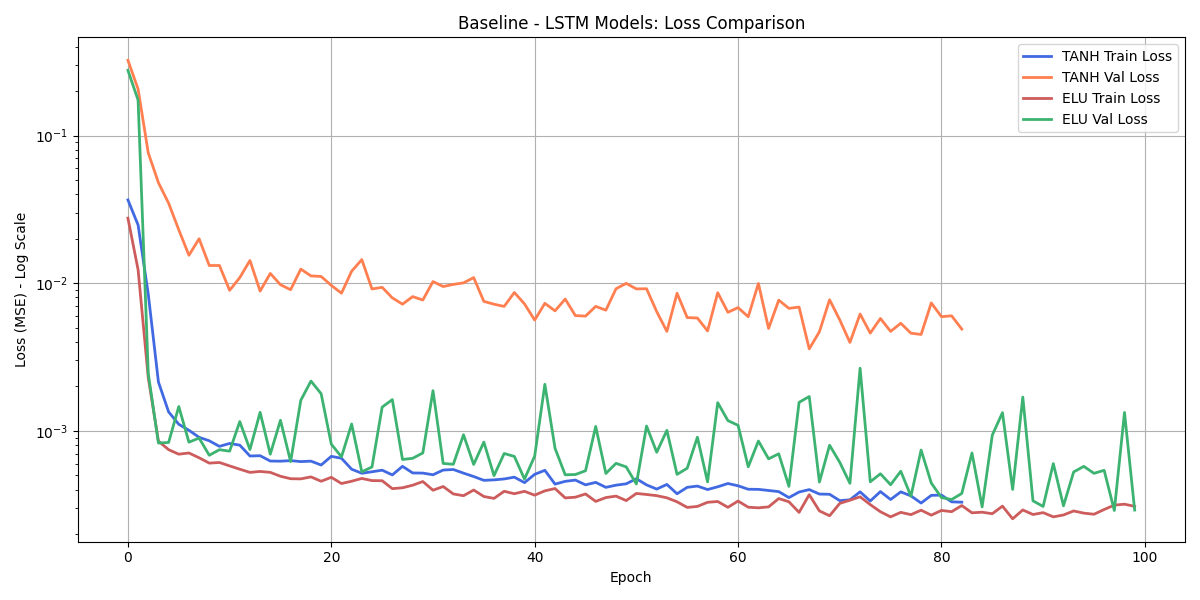 Baseline - LSTM Models: Loss Comparison
TANH Train Loss
TANH Val Loss
ELU Train Loss
ELU Val Loss
Loss (MSE) - Log Scale
10⁻¹
10⁻²
10⁻³
0 20 40 60 80 100
Epoch